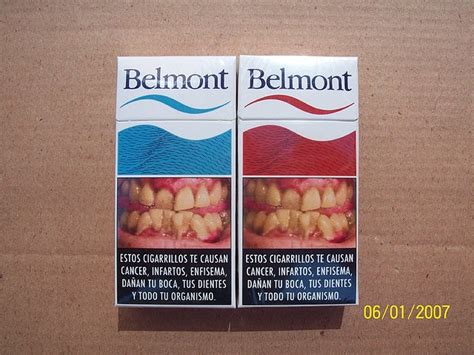 Belmont
ESTOS CIGARRILLOS TE CAUSAN
CANCER, INFARTOS, ENFISEMA,
DAÑAN TU BOCA, TUS DIENTES
Y TODO TU ORGANISMO.
Belmont
ESTOS CIGARRILLOS TE CAUSAN
CANCER, INFARTOS, ENFISEMA,
DAÑAN TU BOCA, TUS DIENTES
Y TODO TU ORGANISMO.
06/01/2007